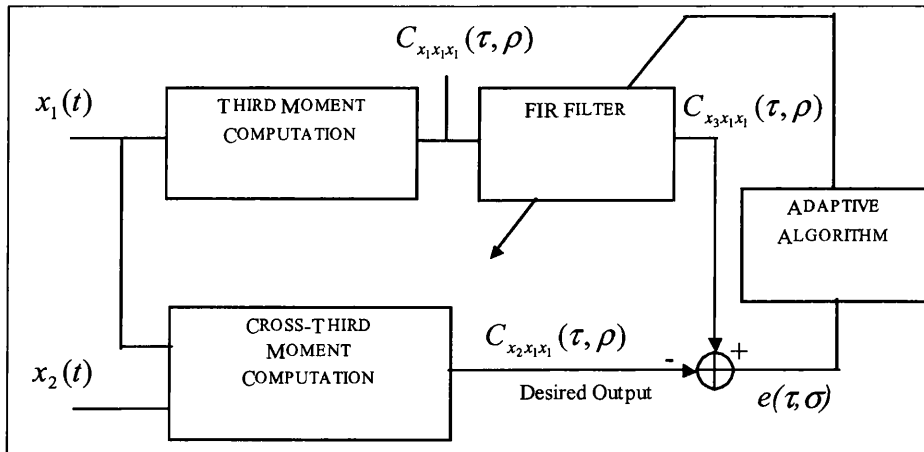 C_{x_1x_1x_1}(τ, ρ)
x_1(t)
THIRD MOMENT
COMPUTATION
FIR FILTER
C_{x_3x_1x_1}(τ, ρ)
ADAPTIVE
ALGORITHM
CROSS-THIRD
MOMENT
COMPUTATION
C_{x_2x_1x_1}(τ, ρ)
- +
x_2(t)
Desired Output
e(τ,σ)